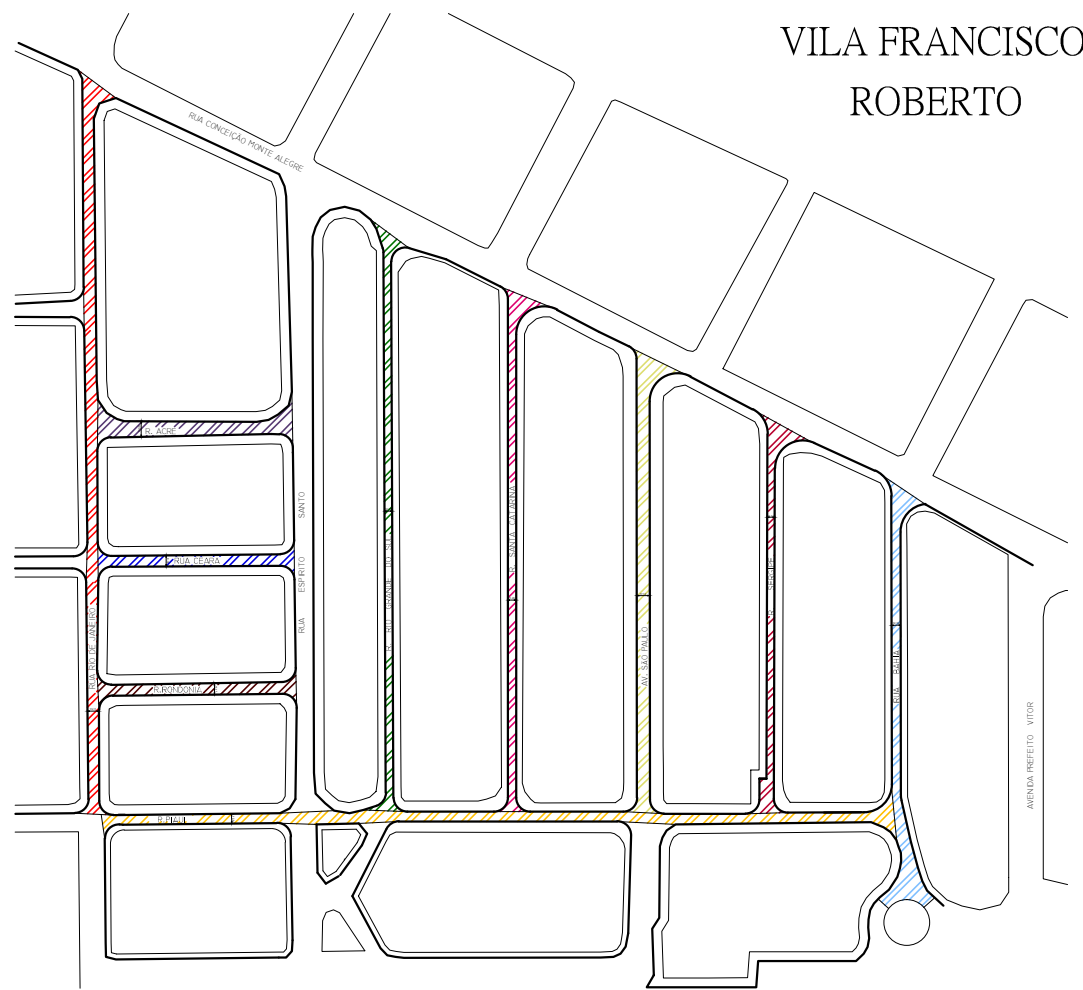 VILA FRANCISCO
ROBERTO
RUA CONCEIÇÃO MONTE ALEGRE
R. ACRE
RUA CEARA
R.RONDONIA
R.PIAUI
RUA RIO DE JANEIRO
RUA ESPIRITO SANTO
R. RIO GRANDE DO SUL
R. SANTA CATARINA
AV. SÃO PAULO
R. SERGIPE
RUA BAHIA
AVENIDA PREFEITO VITOR